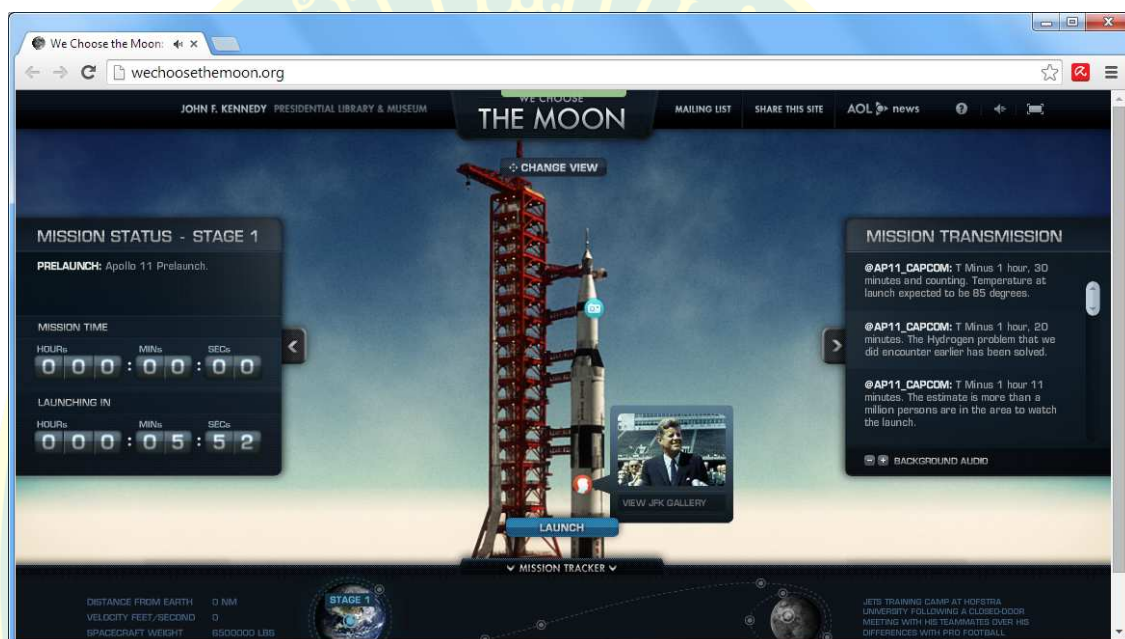 We Choose the Moon:
wechoosethemoon.org
JOHN F. KENNEDY PRESIDENTIAL LIBRARY & MUSEUM
WE CHOOSE
THE MOON
MAILING LIST
SHARE THIS SITE
AOL news
?
CHANGE VIEW
MISSION STATUS - STAGE 1
PRELAUNCH: Apollo 11 Prelaunch.
MISSION TIME
HOURs MINs SECs
000:00:00
LAUNCHING IN
HOURs MINs SECs
000:05:52
MISSION TRANSMISSION
@AP11_CAPCOM: T Minus 1 hour, 30
minutes and counting. Temperature at
launch expected to be 85 degrees.
@AP11_CAPCOM: T Minus 1 hour, 20
minutes. The Hydrogen problem that we
did encounter earlier has been solved.
@AP11_CAPCOM: T Minus 1 hour 11
minutes. The estimate is more than a
million persons are in the area to watch
the launch.
BACKGROUND AUDIO
VIEW JFK GALLERY
LAUNCH
MISSION TRACKER
DISTANCE FROM EARTH 0 NM
VELOCITY FEET/SECOND 0
SPACECRAFT WEIGHT 6500000 LBS
STAGE 1
JETS TRAINING CAMP AT HOFSTRA
UNIVERSITY FOLLOWING A CLOSED-DOOR
MEETING WITH HIS TEAMMATES OVER HIS
DIFFERENCES WITH PRO FOOTBALL